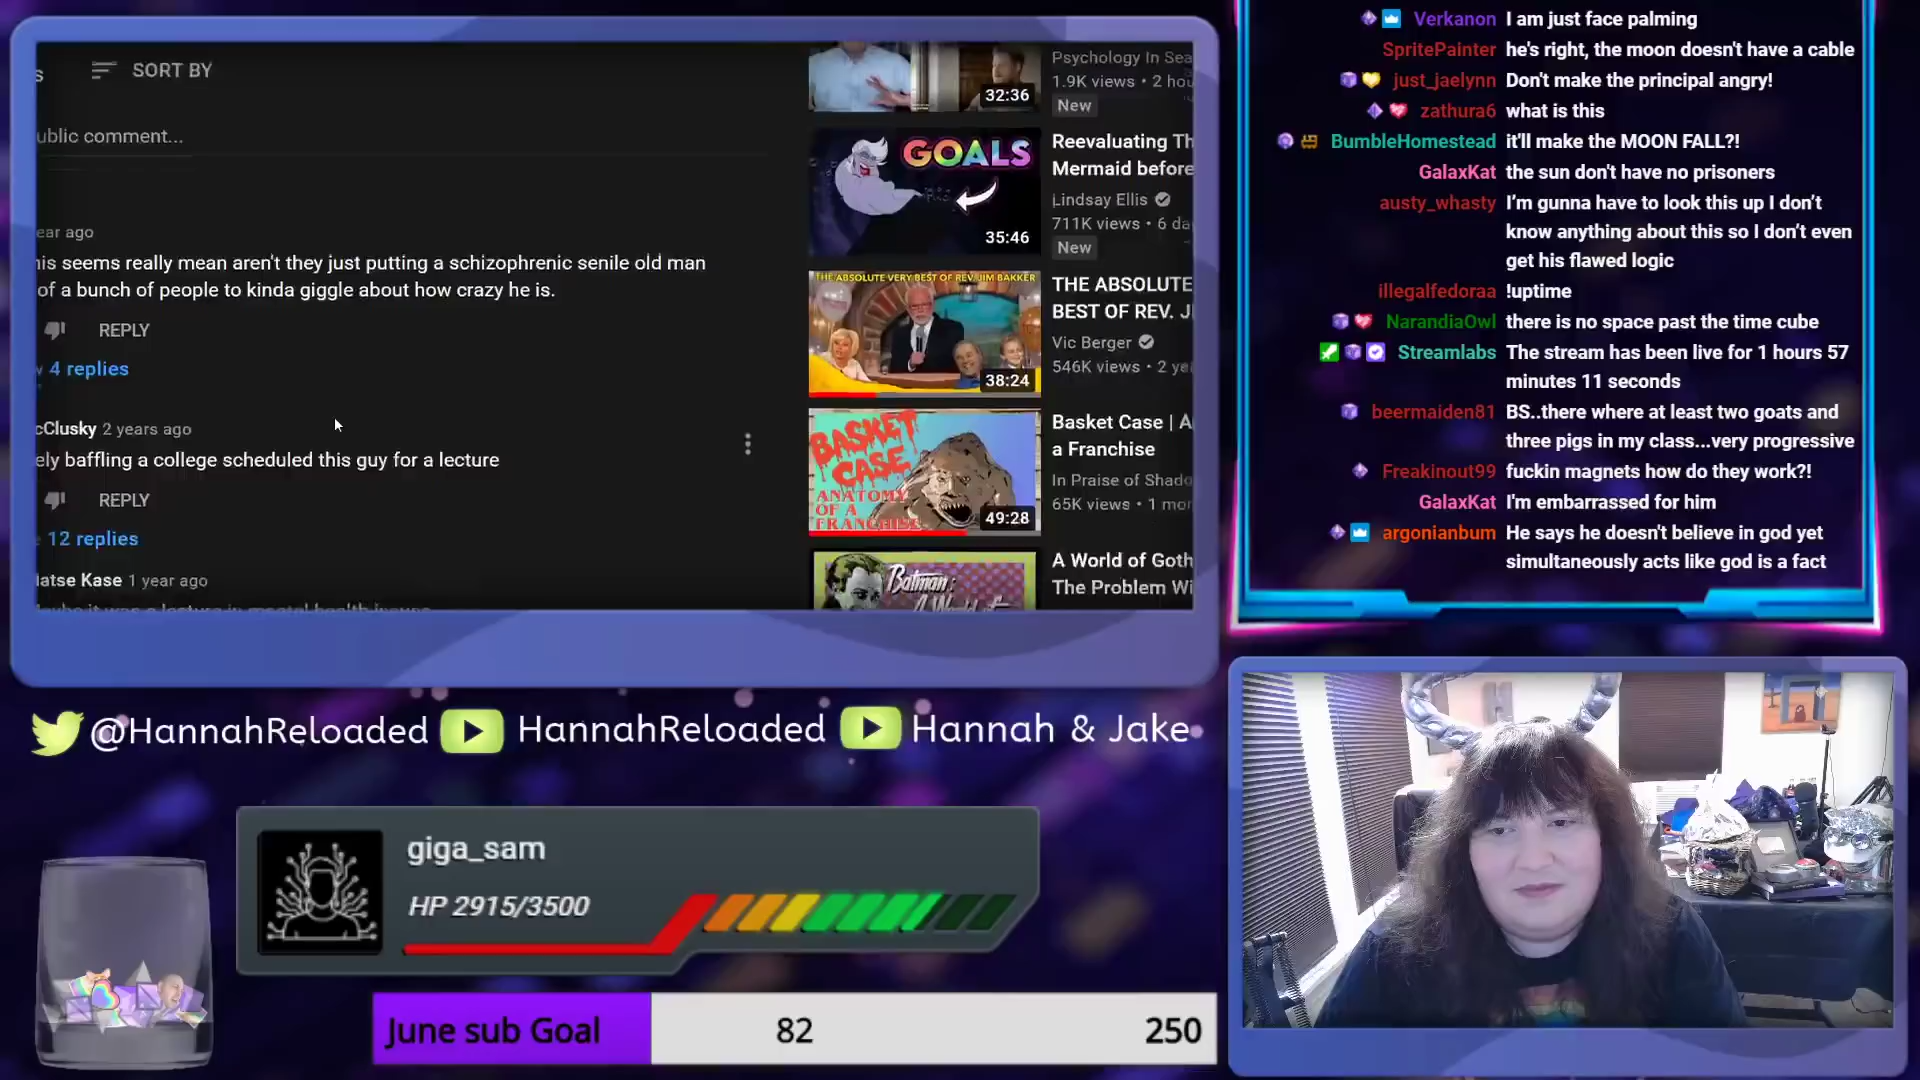 s
SORT BY
ublic comment...
ear ago
his seems really mean aren't they just putting a schizophrenic senile old man
of a bunch of people to kinda giggle about how crazy he is.
REPLY
4 replies
cClusky 2 years ago
ely baffling a college scheduled this guy for a lecture
REPLY
12 replies
atse Kase 1 year ago
32:36
Psychology In Sea
1.9K views • 2 hou
New
GOALS
35:46
Reevaluating Th
Mermaid before
Lindsay Ellis
711K views • 6 da
New
THE ABSOLUTE VERY BEST OF REV. JIM BAKKER
38:24
THE ABSOLUTE
BEST OF REV. J
Vic Berger
546K views • 2 ye
BASKET
CASE
ANATOMY
OF A
FRANCHISE
49:28
Basket Case | A
a Franchise
In Praise of Shado
65K views • 1 mor
Batman:
A World of
A World of Goth
The Problem Wi
Verkanon I am just face palming
SpritePainter he's right, the moon doesn't have a cable
just_jaelynn Don't make the principal angry!
zathura6 what is this
BumbleHomestead it'll make the MOON FALL?!
GalaxKat the sun don't have no prisoners
austy_whasty I'm gunna have to look this up I don't
know anything about this so I don't even
get his flawed logic
illegalfedoraa !uptime
NarandiaOwl there is no space past the time cube
Streamlabs The stream has been live for 1 hours 57
minutes 11 seconds
beermaiden81 BS..there where at least two goats and
three pigs in my class...very progressive
Freakinout99 fuckin magnets how do they work?!
GalaxKat I'm embarrassed for him
argonianbum He says he doesn't believe in god yet
simultaneously acts like god is a fact
@HannahReloaded HannahReloaded Hannah & Jake
giga_sam
HP 2915/3500
June sub Goal 82 250